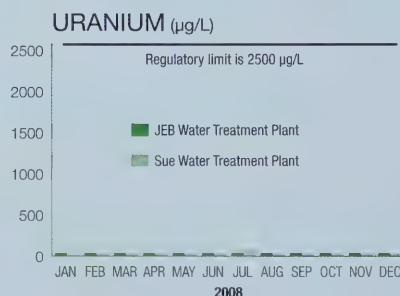 URANIUM (µg/L)
2500
Regulatory limit is 2500 µg/L
2000
1500
JEB Water Treatment Plant
Sue Water Treatment Plant
1000
500
0
JAN FEB MAR APR MAY JUN JUL AUG SEP OCT NOV DEC
2008